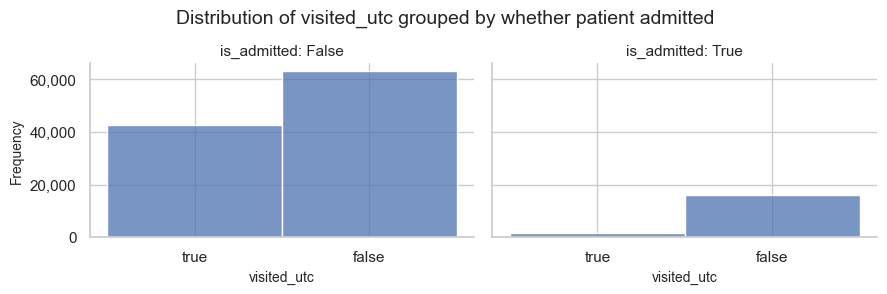 Distribution of visited_utc grouped by whether patient admitted
is_admitted: False
is_admitted: True
Frequency
60,000
40,000
20,000
0
true
false
true
false
visited_utc
visited_utc